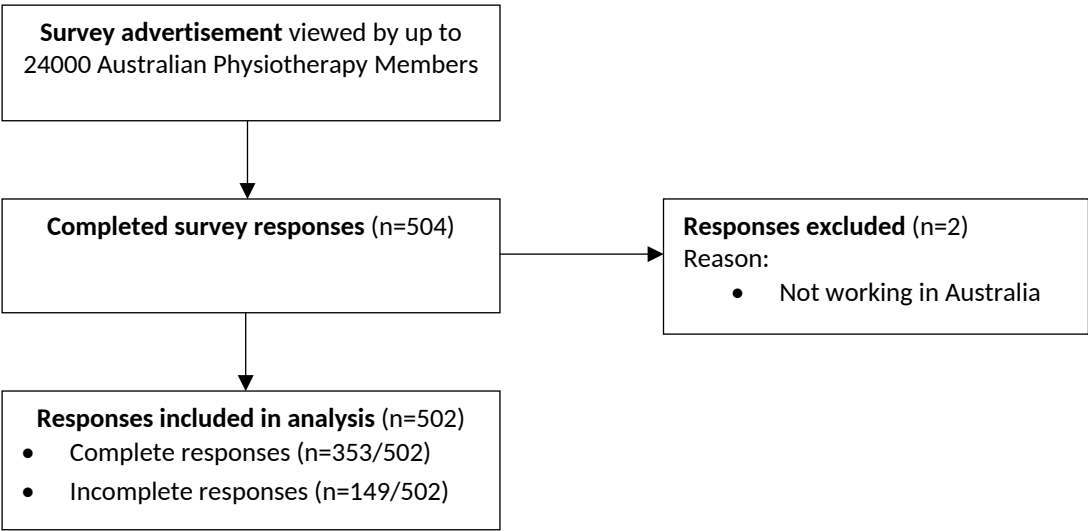 Survey advertisement viewed by up to
24000 Australian Physiotherapy Members
Completed survey responses (n=504)
Responses excluded (n=2)
Reason:
• Not working in Australia
Responses included in analysis (n=502)
• Complete responses (n=353/502)
• Incomplete responses (n=149/502)